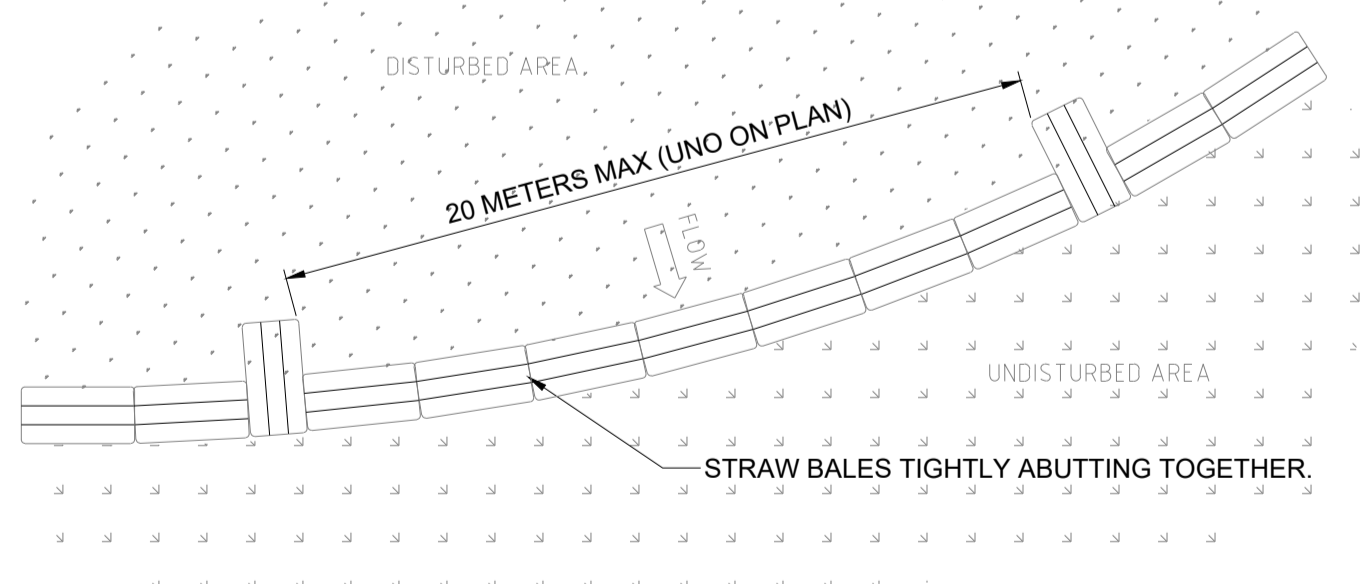 DISTURBED AREA
20 METERS MAX (UNO ON PLAN)
FLOW
UNDISTURBED AREA
STRAW BALES TIGHTLY ABUTTING TOGETHER.